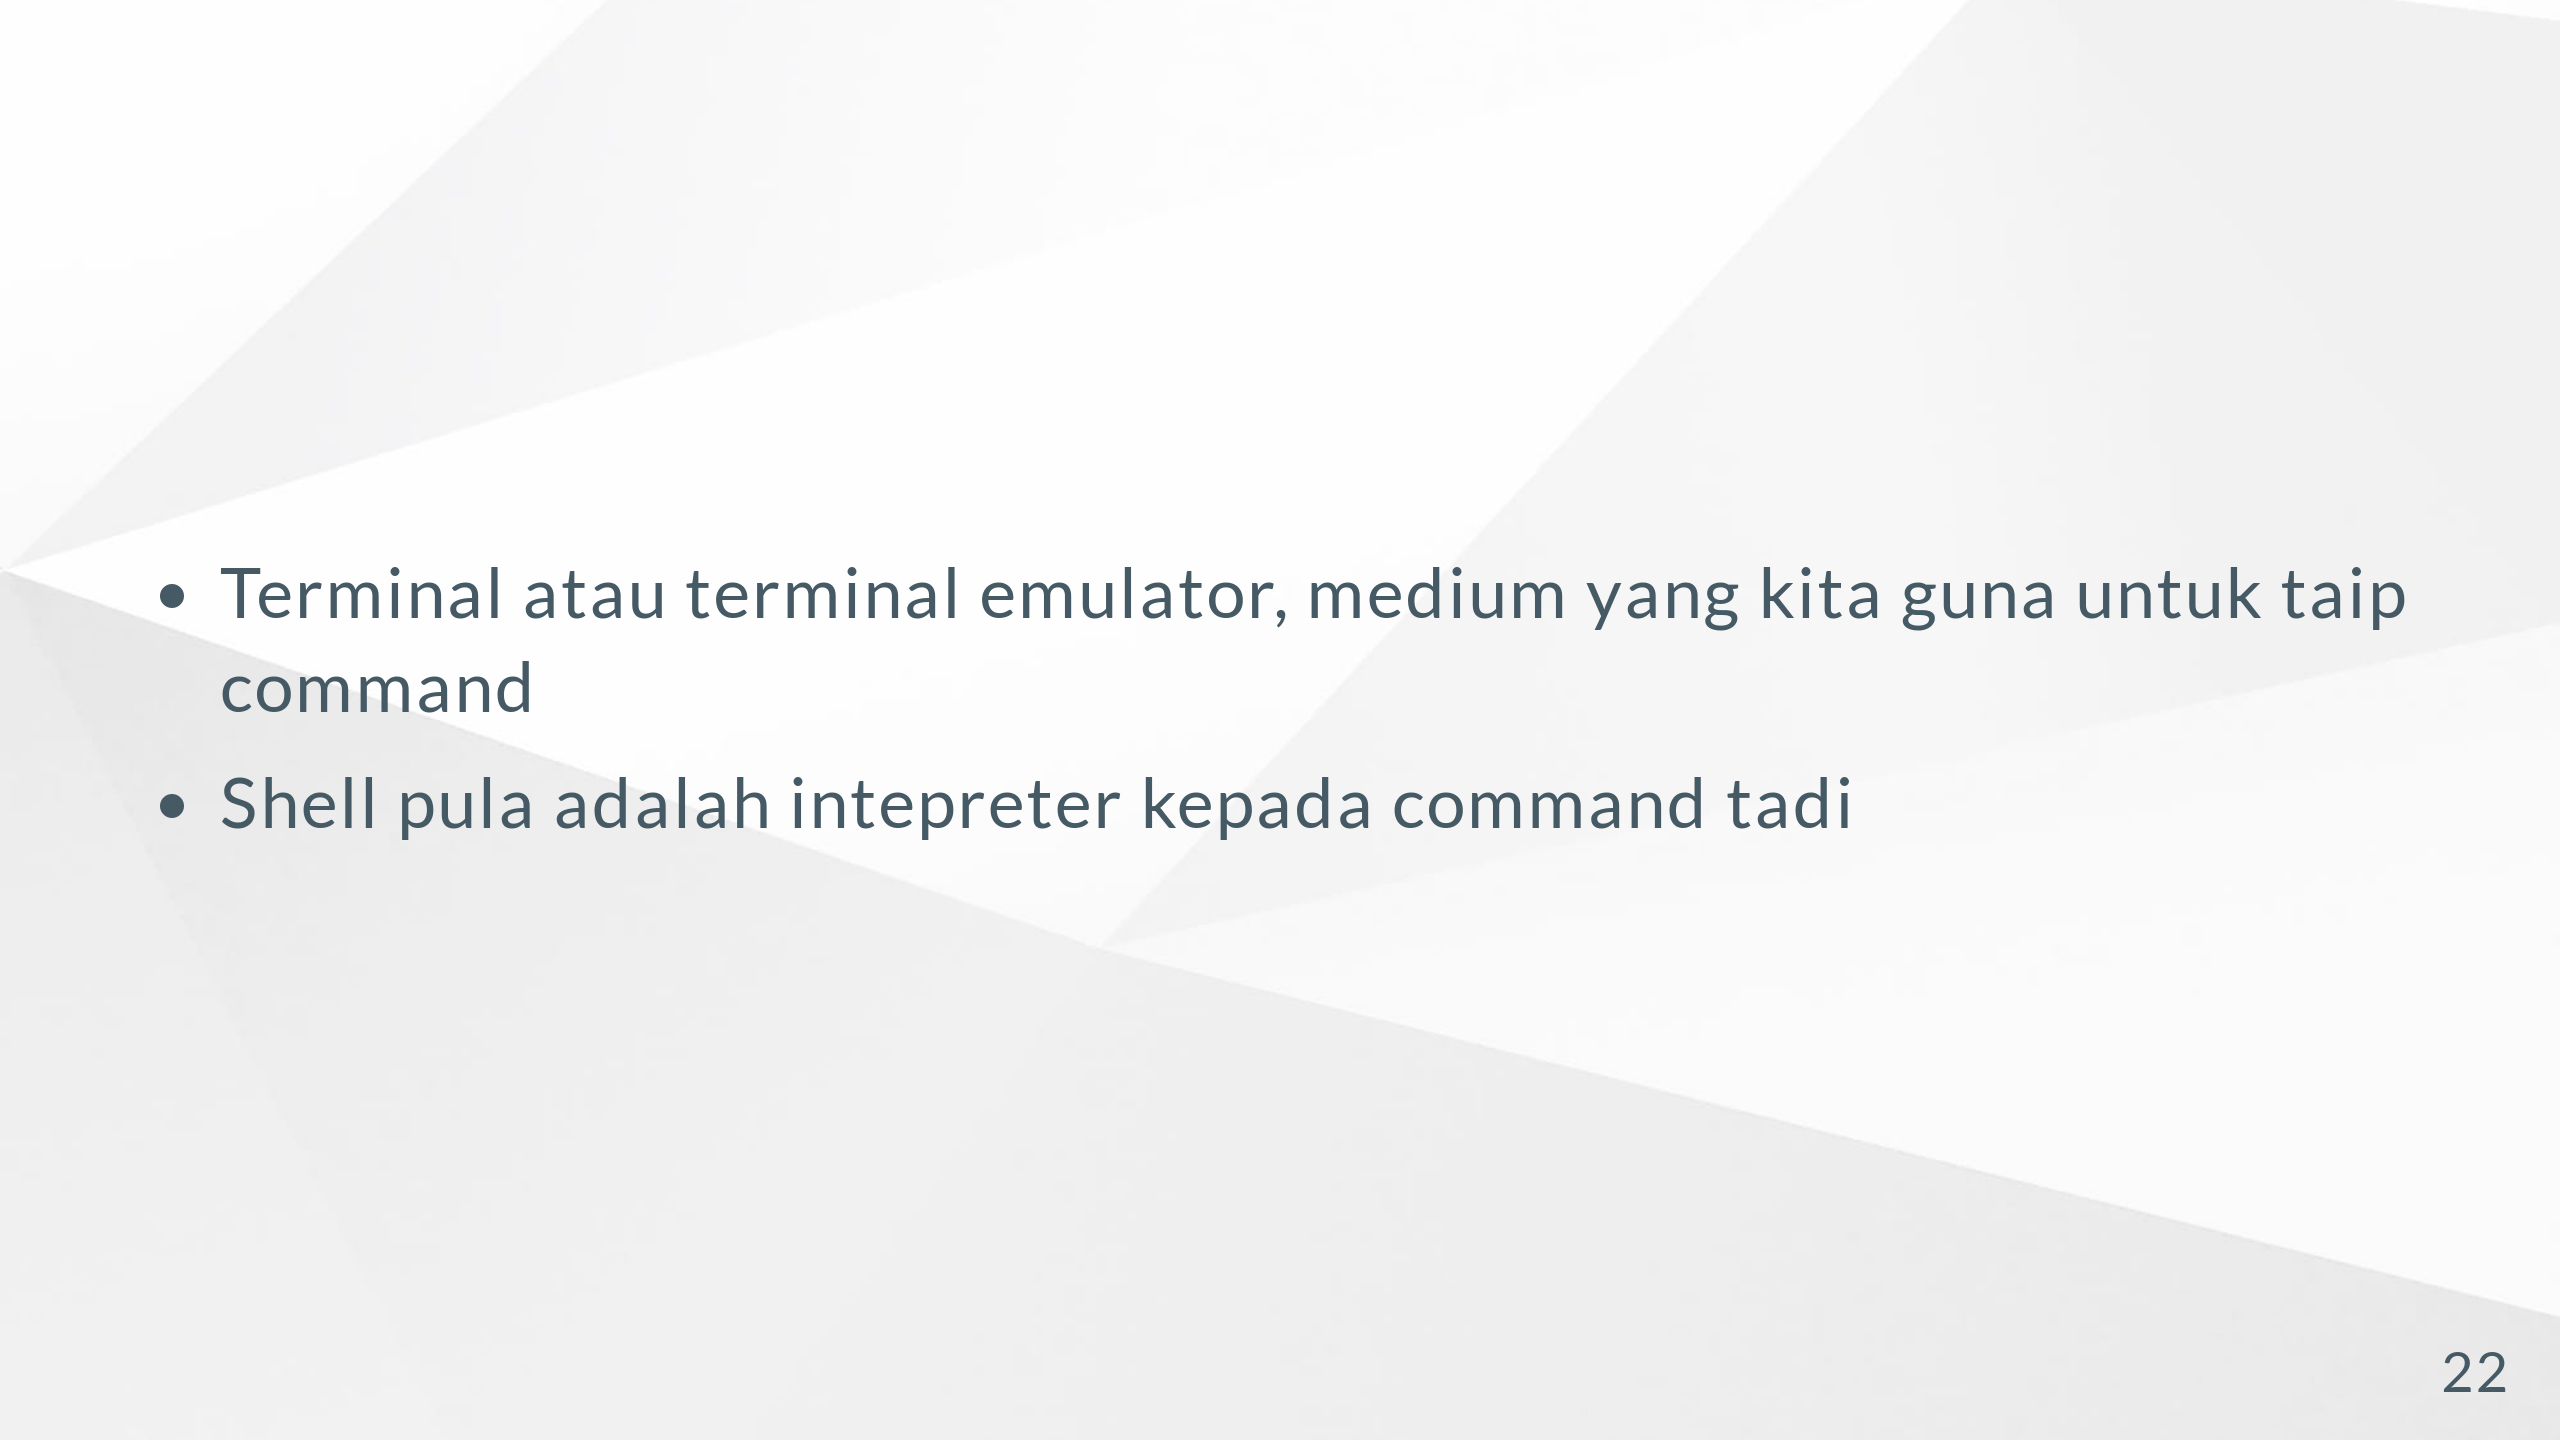 • Terminal atau terminal emulator, medium yang kita guna untuk taip
command
• Shell pula adalah intepreter kepada command tadi
22